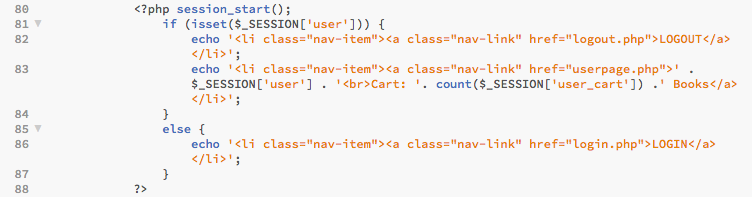 80 <?php session_start();
81 if (isset($_SESSION['user'])) {
82 echo '<li class="nav-item"><a class="nav-link" href="logout.php">LOGOUT</a>
</li>';
83 echo '<li class="nav-item"><a class="nav-link" href="userpage.php">' .
$_SESSION['user'] . '<br>Cart: '. count($_SESSION['user_cart']) .' Books</a>
</li>';
84 }
85 else {
86 echo '<li class="nav-item"><a class="nav-link" href="login.php">LOGIN</a>
</li>';
87 }
88 ?>